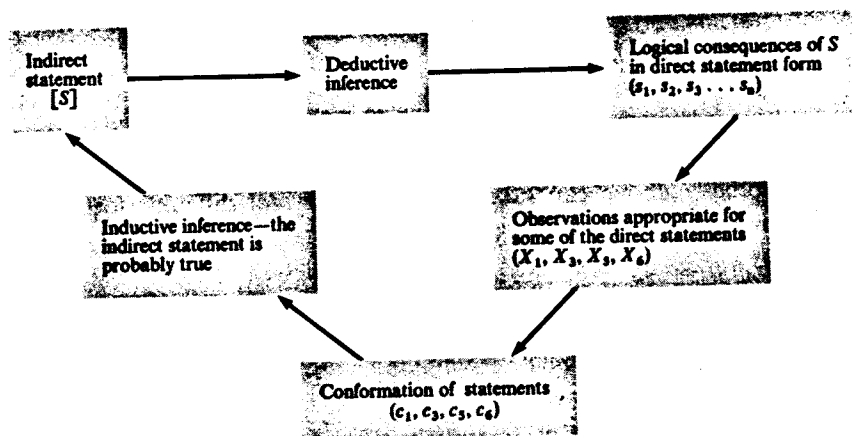 Indirect
statement
[S]
Deductive
inference
Logical consequences of S
in direct statement form
(s₁, s₂, s₃ . . . sₙ)
Observations appropriate for
some of the direct statements
(X₁, X₃, X₅, X₆)
Conformation of statements
(c₁, c₃, c₅, c₆)
Inductive inference—the
indirect statement is
probably true